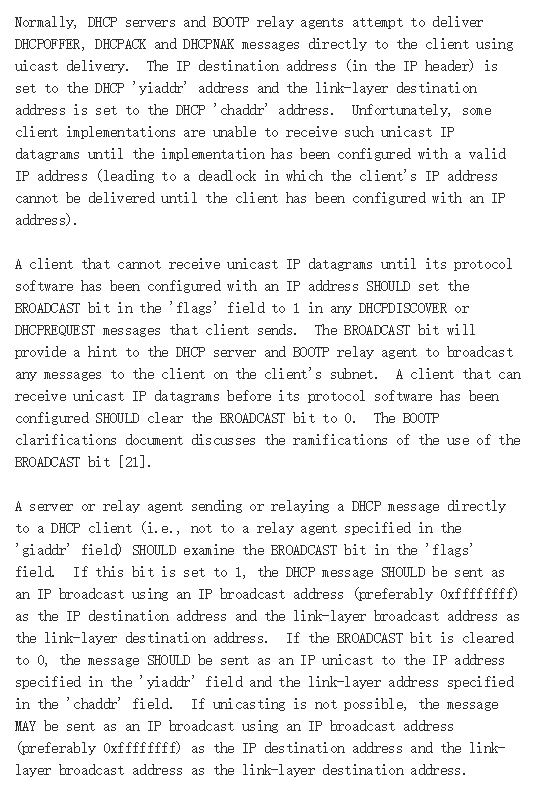 Normally, DHCP servers and BOOTP relay agents attempt to deliver
DHCPOFFER, DHCPACK and DHCPNAK messages directly to the client using
uicast delivery.  The IP destination address (in the IP header) is
set to the DHCP 'yiaddr' address and the link-layer destination
address is set to the DHCP 'chaddr' address.  Unfortunately, some
client implementations are unable to receive such unicast IP
datagrams until the implementation has been configured with a valid
IP address (leading to a deadlock in which the client's IP address
cannot be delivered until the client has been configured with an IP
address).

A client that cannot receive unicast IP datagrams until its protocol
software has been configured with an IP address SHOULD set the
BROADCAST bit in the 'flags' field to 1 in any DHCPDISCOVER or
DHCPREQUEST messages that client sends.  The BROADCAST bit will
provide a hint to the DHCP server and BOOTP relay agent to broadcast
any messages to the client on the client's subnet.  A client that can
receive unicast IP datagrams before its protocol software has been
configured SHOULD clear the BROADCAST bit to 0.  The BOOTP
clarifications document discusses the ramifications of the use of the
BROADCAST bit [21].

A server or relay agent sending or relaying a DHCP message directly
to a DHCP client (i.e., not to a relay agent specified in the
'giaddr' field) SHOULD examine the BROADCAST bit in the 'flags'
field.  If this bit is set to 1, the DHCP message SHOULD be sent as
an IP broadcast using an IP broadcast address (preferably 0xffffffff)
as the IP destination address and the link-layer broadcast address as
the link-layer destination address.  If the BROADCAST bit is cleared
to 0, the message SHOULD be sent as an IP unicast to the IP address
specified in the 'yiaddr' field and the link-layer address specified
in the 'chaddr' field.  If unicasting is not possible, the message
MAY be sent as an IP broadcast using an IP broadcast address
(preferably 0xffffffff) as the IP destination address and the link-
layer broadcast address as the link-layer destination address.